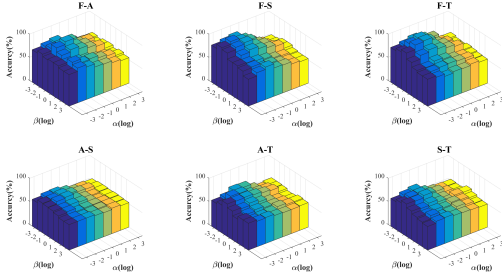 F-A
F-S
F-T
Accurcy(%)
100
50
0
-3 -2 -1 0 1 2 3
β(log)
-3 -2 -1 0 1 2 3
α(log)
Accurcy(%)
100
50
0
-3 -2 -1 0 1 2 3
β(log)
-3 -2 -1 0 1 2 3
α(log)
Accurcy(%)
100
50
0
-3 -2 -1 0 1 2 3
β(log)
-3 -2 -1 0 1 2 3
α(log)
A-S
A-T
S-T
Accurcy(%)
100
50
0
-3 -2 -1 0 1 2 3
β(log)
-3 -2 -1 0 1 2 3
α(log)
Accurcy(%)
100
50
0
-3 -2 -1 0 1 2 3
β(log)
-3 -2 -1 0 1 2 3
α(log)
Accurcy(%)
100
50
0
-3 -2 -1 0 1 2 3
β(log)
-3 -2 -1 0 1 2 3
α(log)